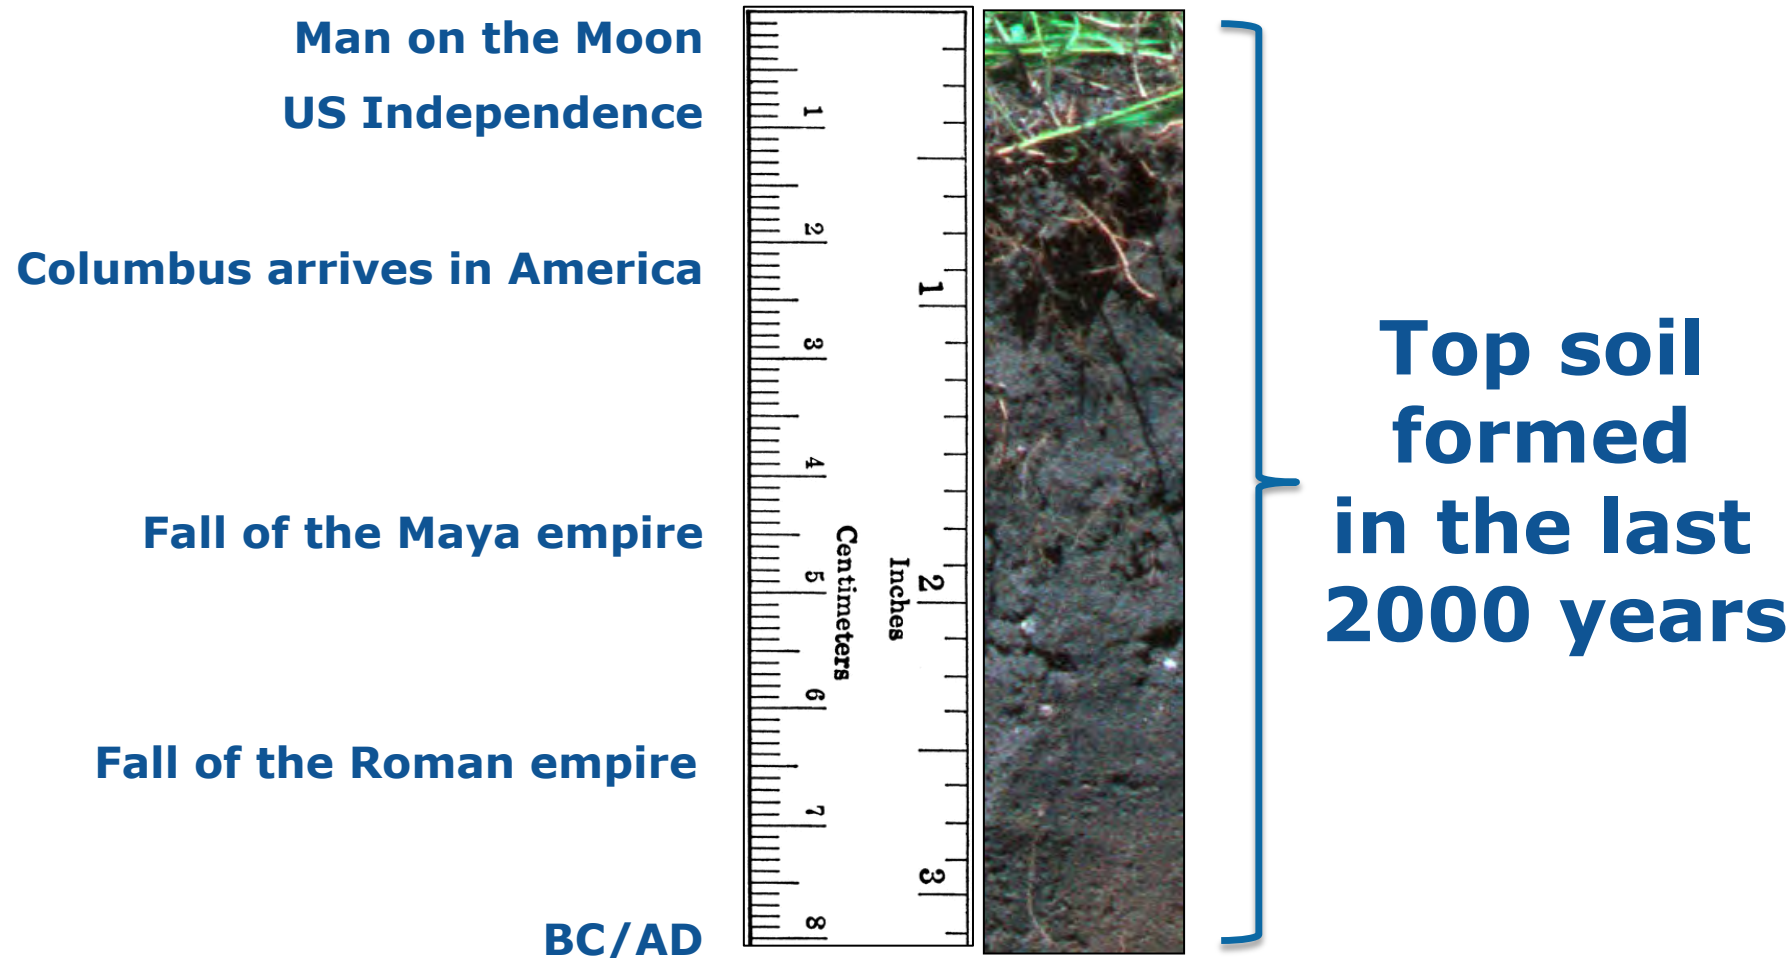 Man on the Moon
US Independence
Columbus arrives in America
Fall of the Maya empire
Fall of the Roman empire
BC/AD
1
2
3
4
5
6
7
8
Centimeters
Inches
1
2
3
Top soil
formed
in the last
2000 years